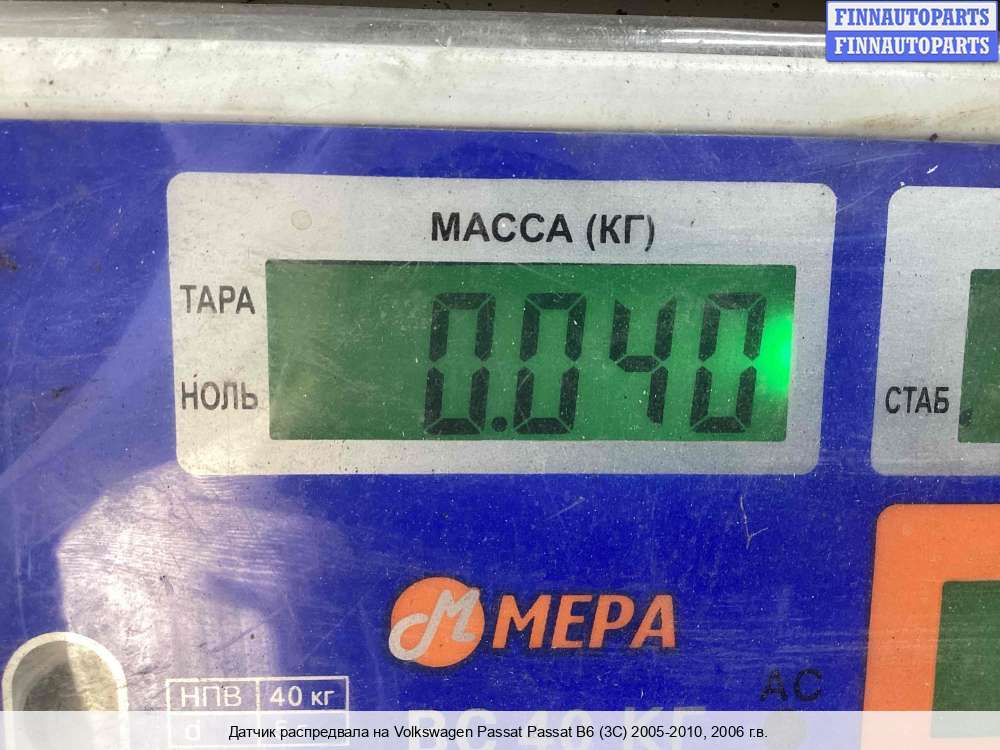 FINNAUTOPARTS
FINNAUTOPARTS
МАССА (КГ)
ТАРА
0.040
НОЛЬ
СТАБ
МЕРА
АС
НПВ 40 кг
d
Датчик распредвала на Volkswagen Passat Passat B6 (3C) 2005-2010, 2006 г.в.